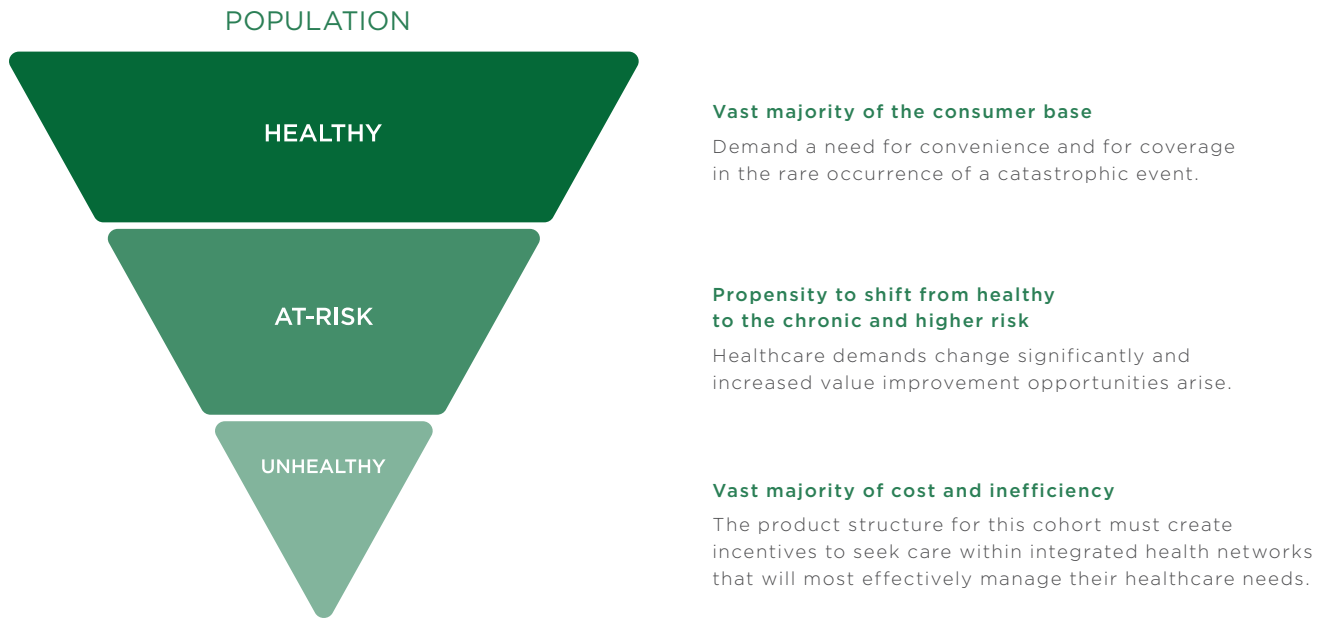 POPULATION
HEALTHY
Vast majority of the consumer base
Demand a need for convenience and for coverage
in the rare occurrence of a catastrophic event.
AT-RISK
Propensity to shift from healthy
to the chronic and higher risk
Healthcare demands change significantly and
increased value improvement opportunities arise.
UNHEALTHY
Vast majority of cost and inefficiency
The product structure for this cohort must create
incentives to seek care within integrated health networks
that will most effectively manage their healthcare needs.